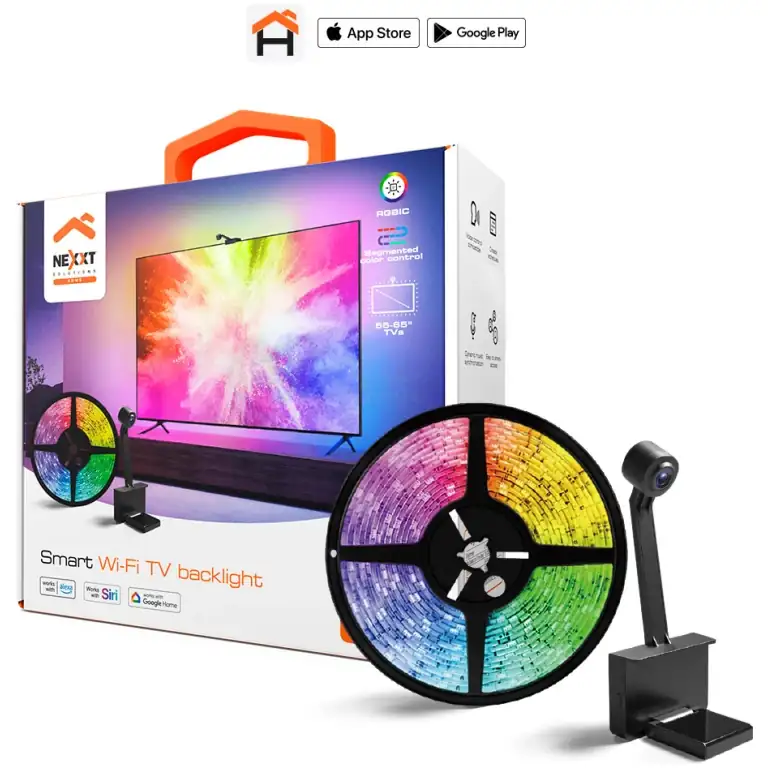 App Store
Google Play
NEXXT
SOLUTIONS
HOME
RGBIC
Segmented
color control
55-65"
TVs
Smart Wi-Fi TV backlight
works with alexa
Works with Siri
works with Google Home